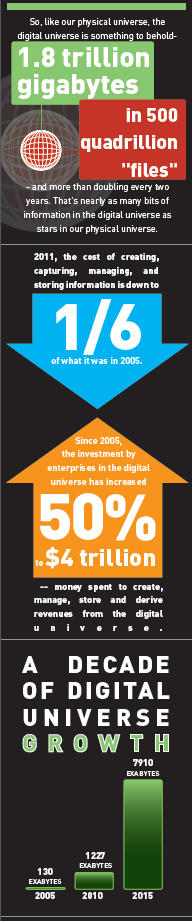 So, like our physical universe, the
digital universe is something to behold-
1.8 trillion
gigabytes
in 500
quadrillion
"files"
- and more than doubling every two
years. That's nearly as many bits of
information in the digital universe as
stars in our physical universe.
2011, the cost of creating,
capturing, managing, and
storing information is down to
1/6
of what it was in 2005.
Since 2005,
the investment by
enterprises in the digital
universe has increased
50%
to $4 trillion
-- money spent to create,
manage, store and derive
revenues from the digital
universe.
A DECADE
OF DIGITAL
UNIVERSE
GROWTH
7910
EXABYTES
1227
EXABYTES
130
EXABYTES
2005 2010 2015